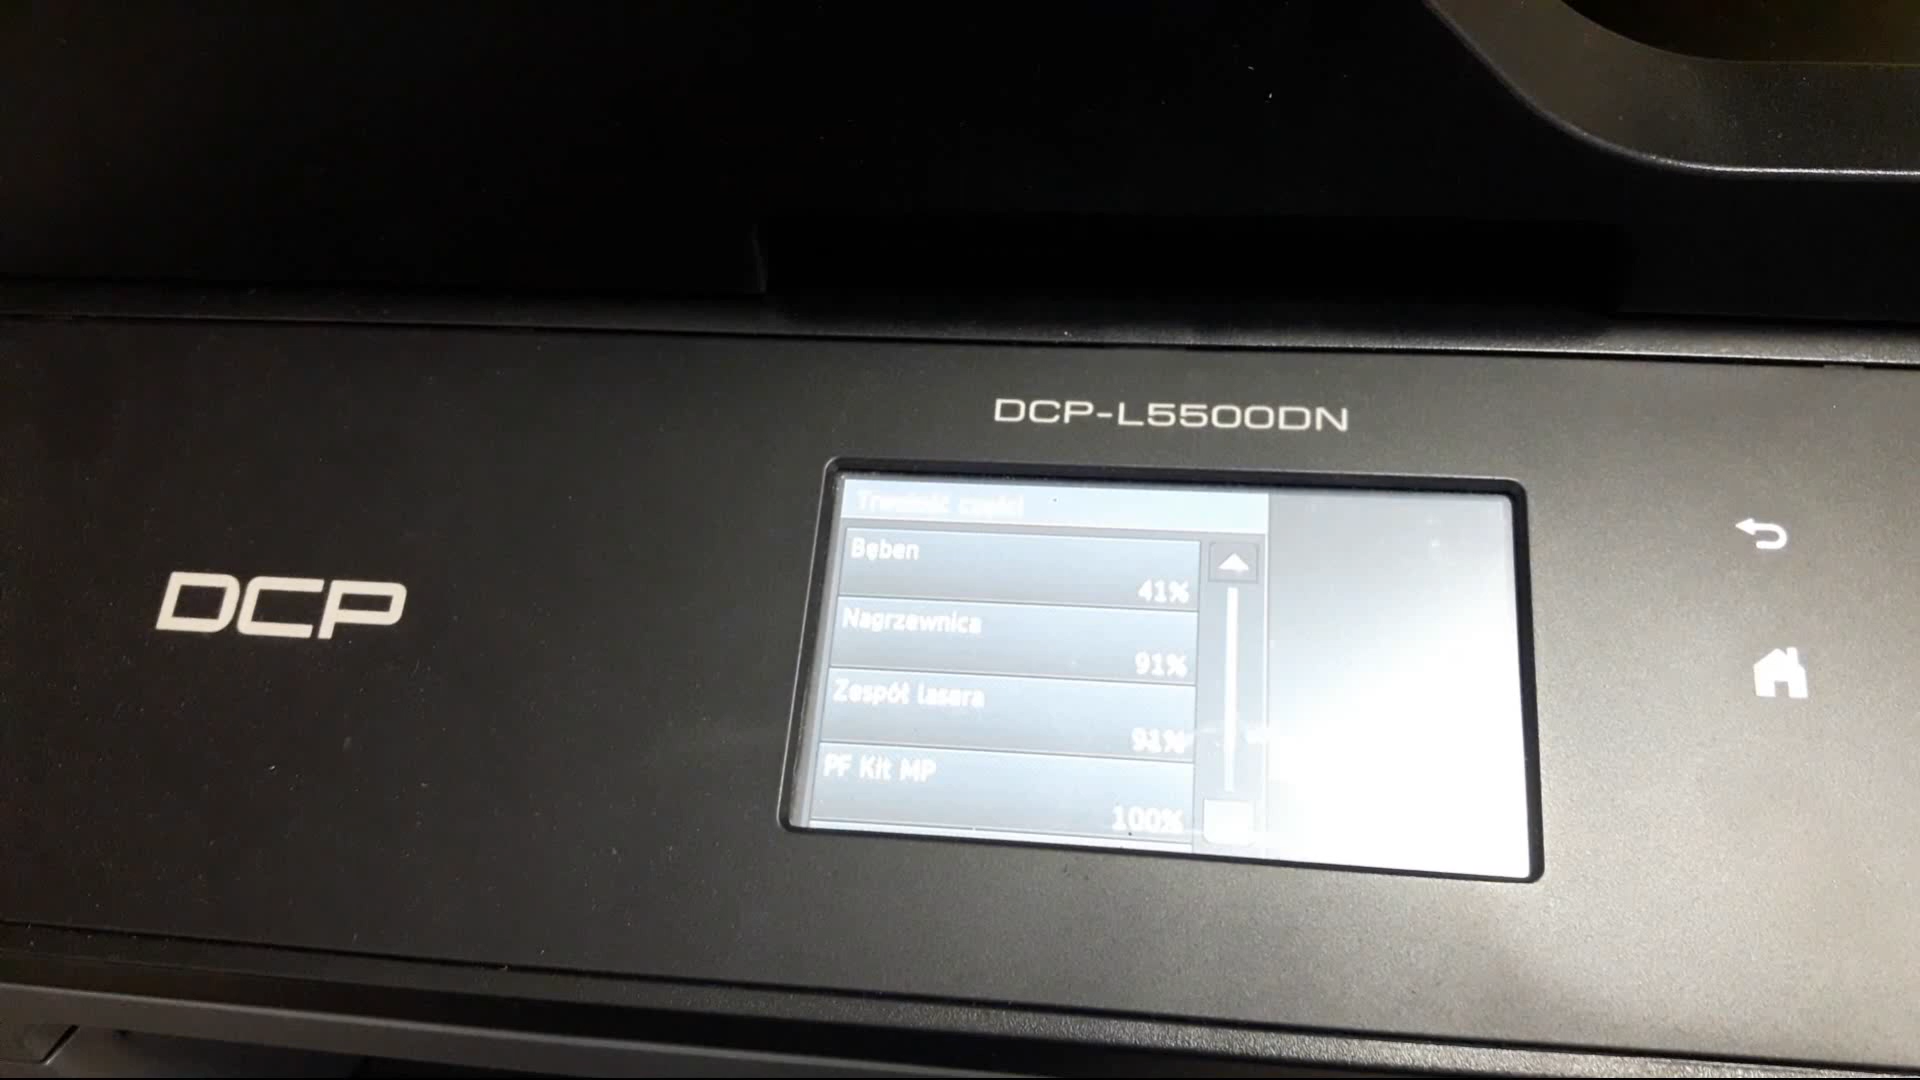 DCP-L5500DN
DCP
Trwałość części
Bęben
41%
Nagrzewnica
91%
Zespół lasera
91%
PF Kit MP
100%